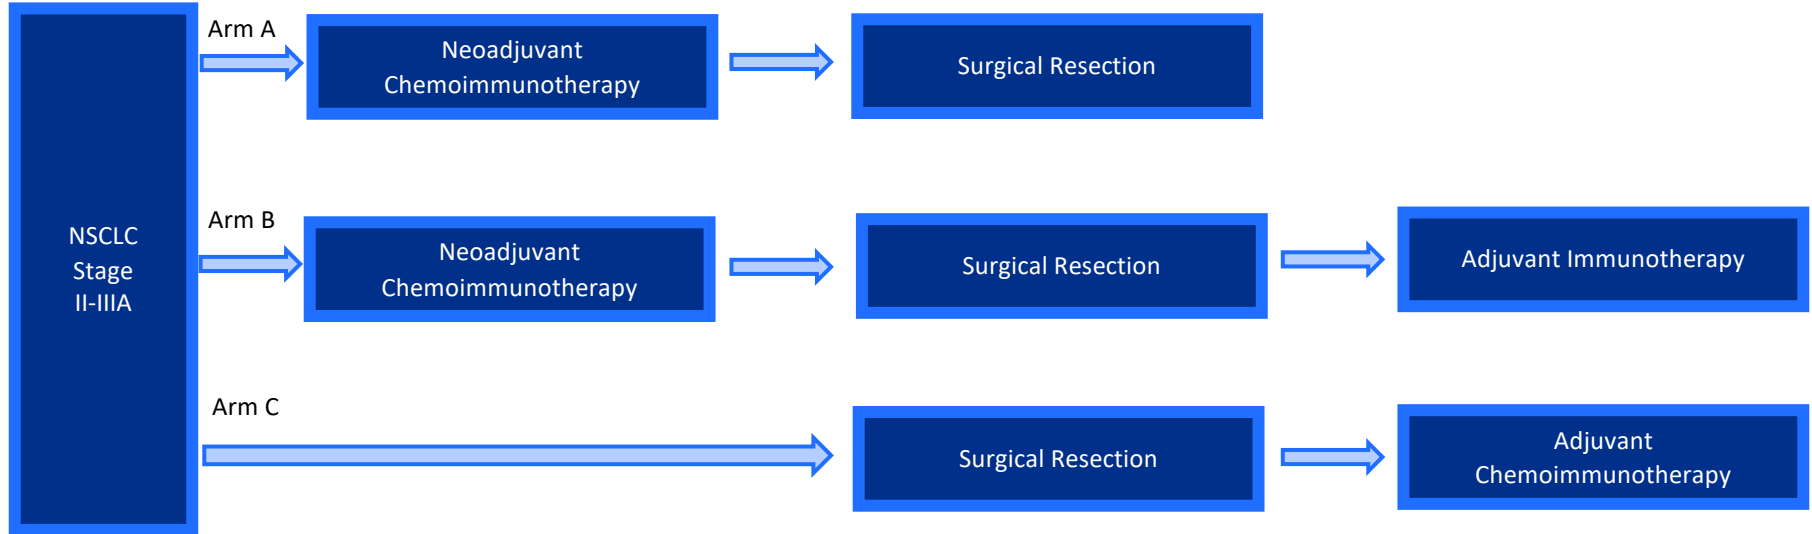 NSCLC
Stage
II-IIIA
Arm A
Neoadjuvant
Chemoimmunotherapy
Surgical Resection
Arm B
Neoadjuvant
Chemoimmunotherapy
Surgical Resection
Adjuvant Immunotherapy
Arm C
Surgical Resection
Adjuvant
Chemoimmunotherapy